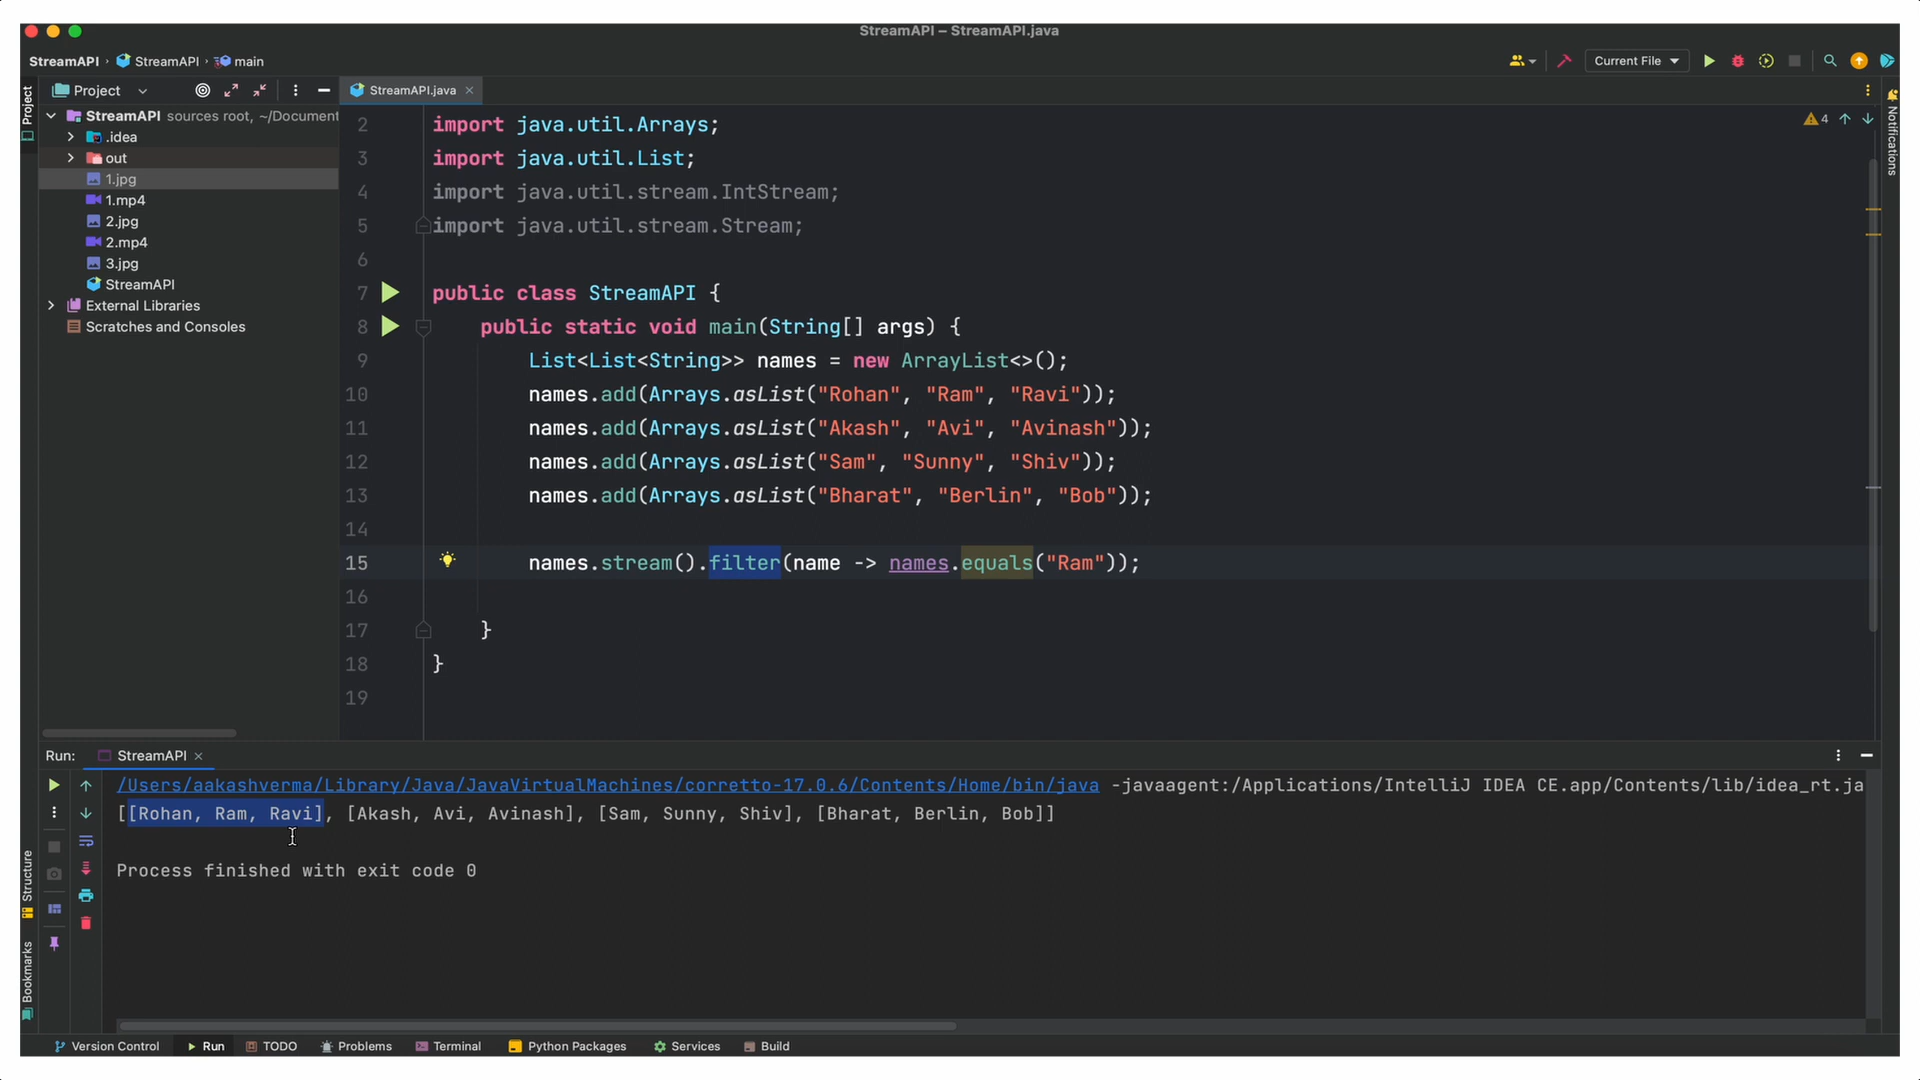 StreamAPI – StreamAPI.java
StreamAPI › StreamAPI › main
Current File
Project
Project
StreamAPI.java
StreamAPI sources root, ~/Document
.idea
out
1.jpg
1.mp4
2.jpg
2.mp4
3.jpg
StreamAPI
External Libraries
Scratches and Consoles
4
Notifications
2 import java.util.Arrays;
3 import java.util.List;
4 import java.util.stream.IntStream;
5 import java.util.stream.Stream;
6
7 public class StreamAPI {
8 public static void main(String[] args) {
9 List<List<String>> names = new ArrayList<>();
10 names.add(Arrays.asList("Rohan", "Ram", "Ravi"));
11 names.add(Arrays.asList("Akash", "Avi", "Avinash"));
12 names.add(Arrays.asList("Sam", "Sunny", "Shiv"));
13 names.add(Arrays.asList("Bharat", "Berlin", "Bob"));
14
15 names.stream().filter(name -> names.equals("Ram"));
16
17 }
18 }
19
Run: StreamAPI
/Users/aakashverma/Library/Java/JavaVirtualMachines/corretto-17.0.6/Contents/Home/bin/java -javaagent:/Applications/IntelliJ IDEA CE.app/Contents/lib/idea_rt.ja
[[Rohan, Ram, Ravi], [Akash, Avi, Avinash], [Sam, Sunny, Shiv], [Bharat, Berlin, Bob]]
Process finished with exit code 0
Structure
Bookmarks
Version Control Run TODO Problems Terminal Python Packages Services Build